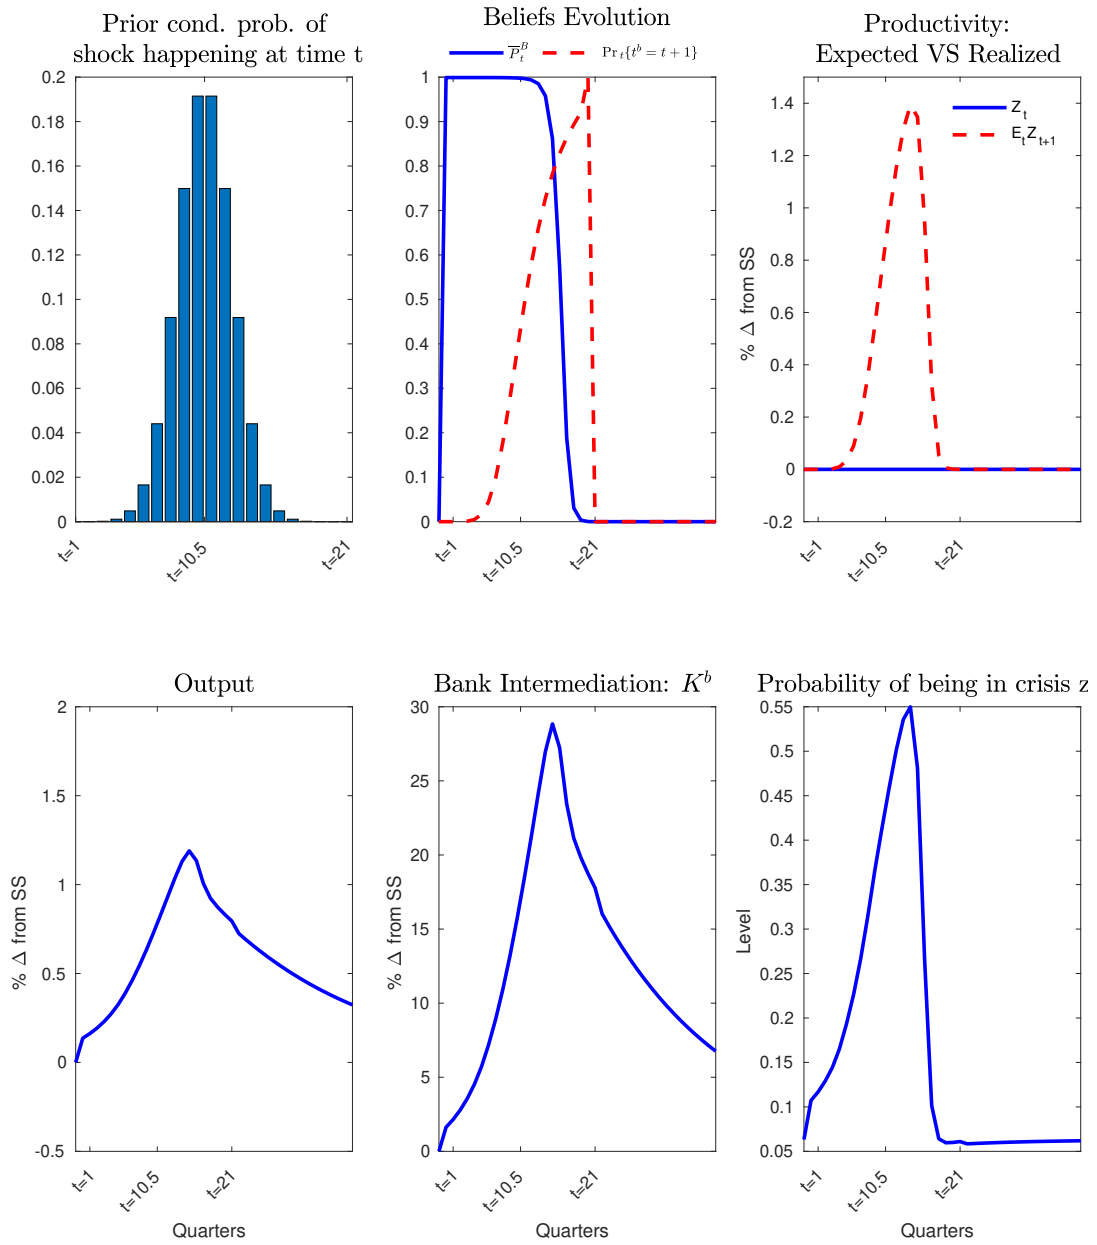 Prior cond. prob. of
shock happening at time t
0.2
0.18
0.16
0.14
0.12
0.1
0.08
0.06
0.04
0.02
0
t=1
t=10.5
t=21
Beliefs Evolution
P̅ₜᴮ
Prₜ{tᵇ = t + 1}
1
0.9
0.8
0.7
0.6
0.5
0.4
0.3
0.2
0.1
0
t=1
t=10.5
t=21
Productivity:
Expected VS Realized
Zₜ
EₜZₜ₊₁
% Δ from SS
1.4
1.2
1
0.8
0.6
0.4
0.2
0
-0.2
t=1
t=10.5
t=21
Output
% Δ from SS
2
1.5
1
0.5
0
-0.5
t=1
t=10.5
t=21
Quarters
Bank Intermediation: Kᵇ
% Δ from SS
30
25
20
15
10
5
0
t=1
t=10.5
t=21
Quarters
Probability of being in crisis z
Level
0.55
0.5
0.45
0.4
0.35
0.3
0.25
0.2
0.15
0.1
0.05
t=1
t=10.5
t=21
Quarters